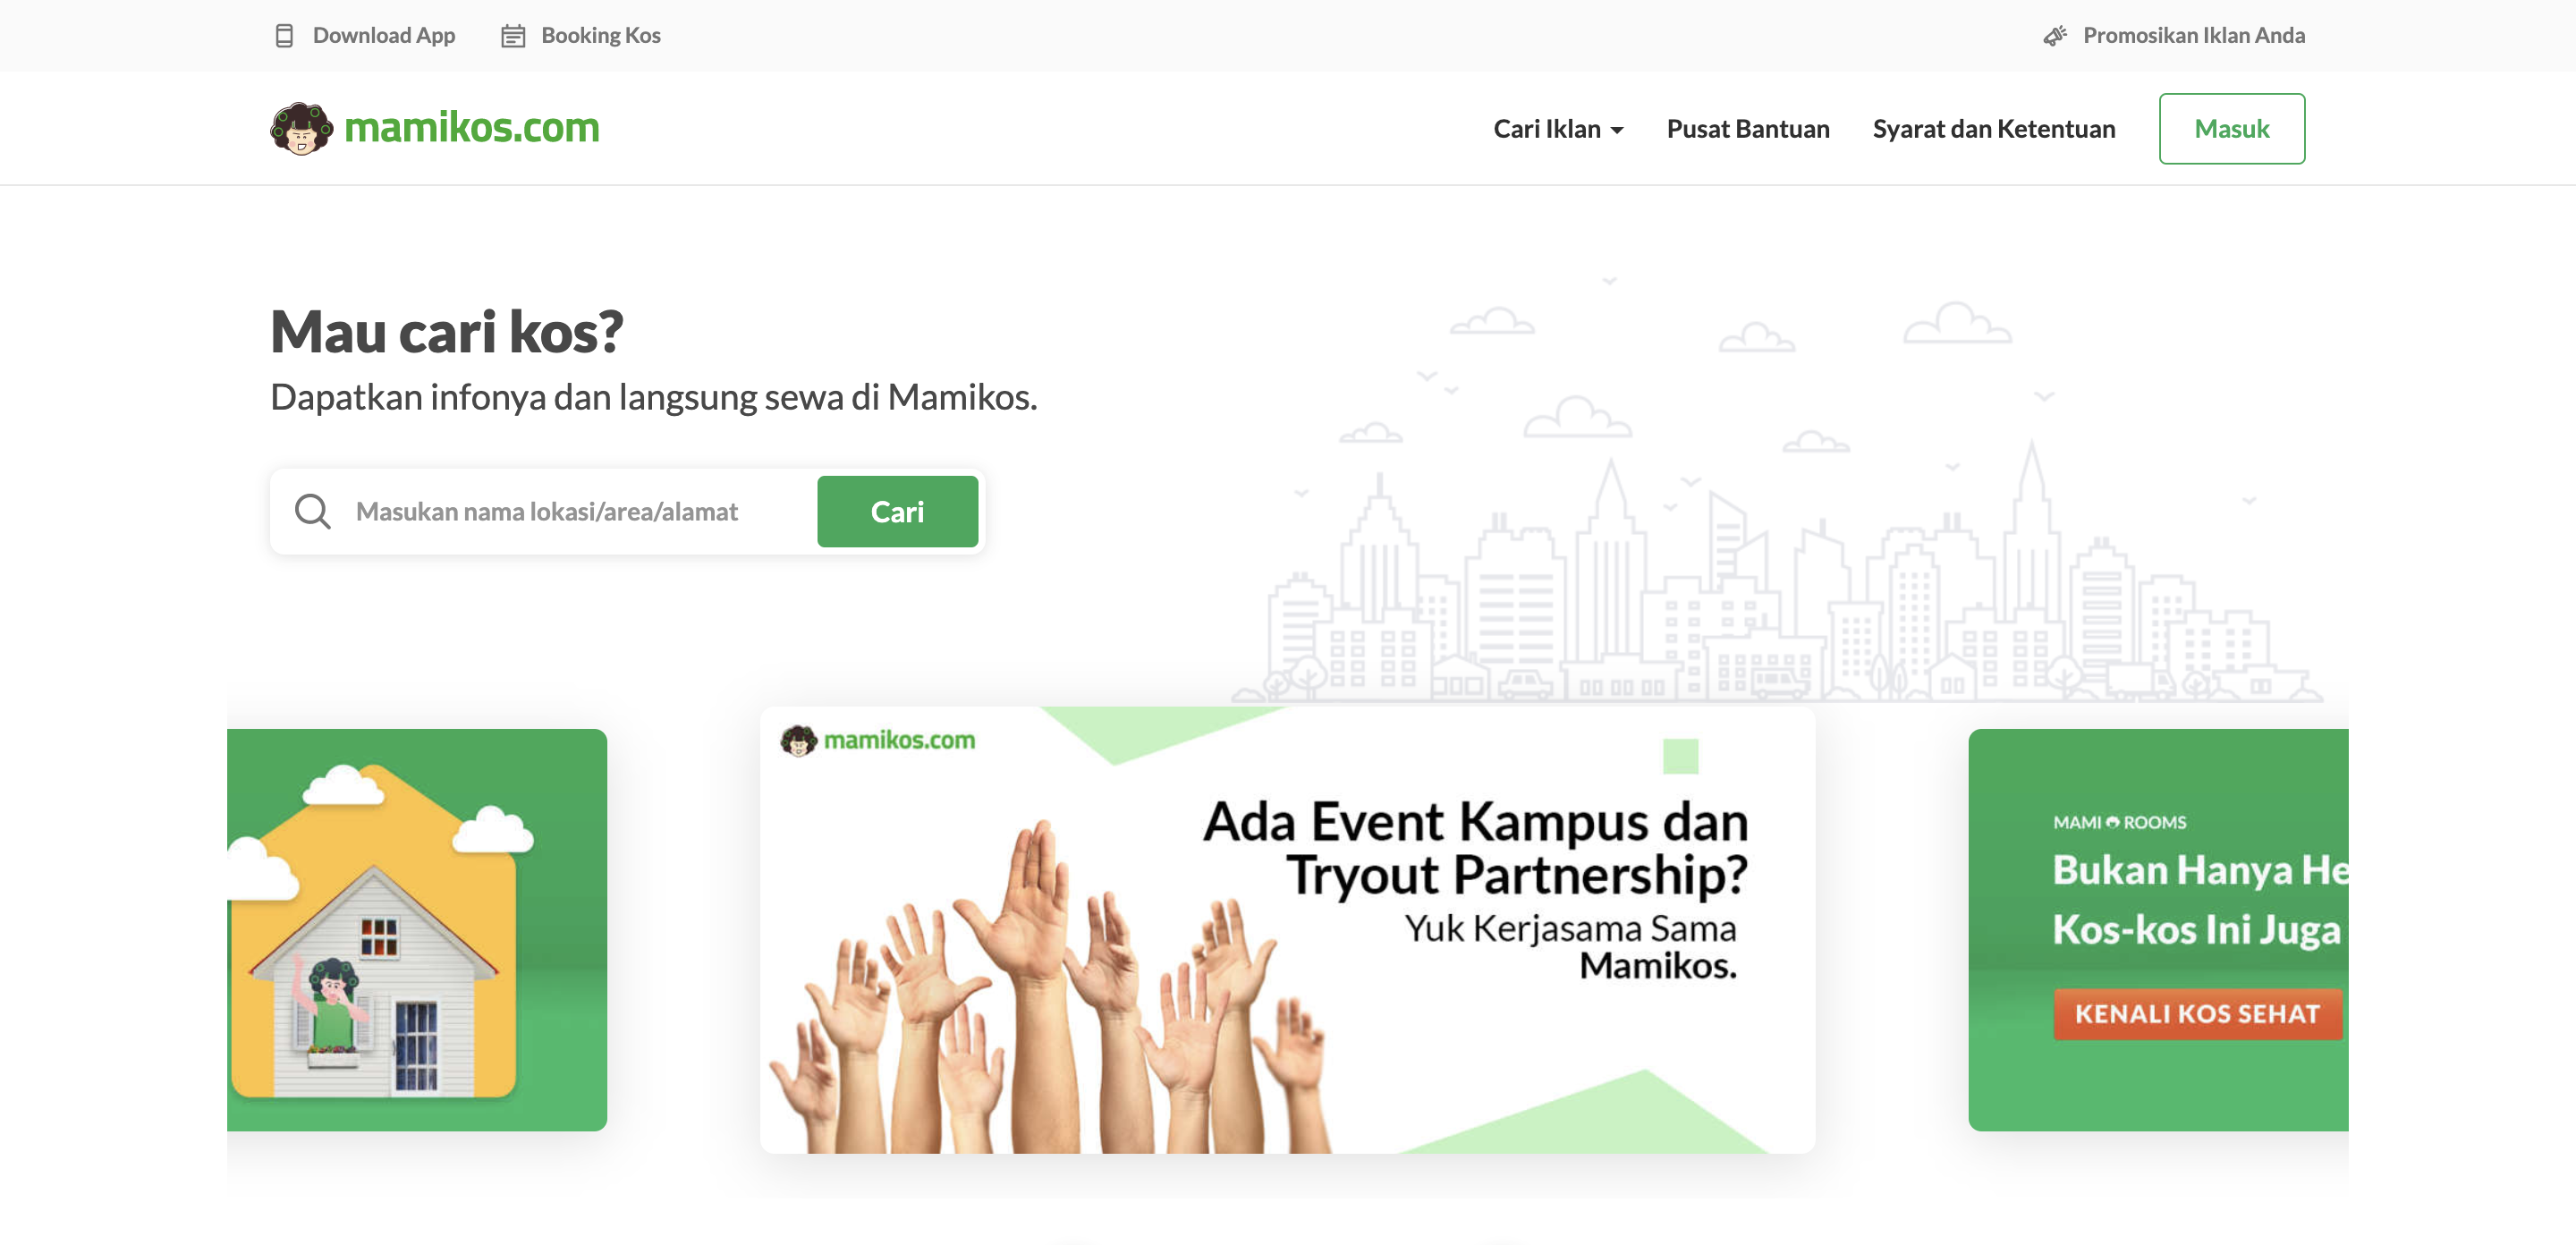 Download App
Booking Kos
Promosikan Iklan Anda
mamikos.com
Cari Iklan
Pusat Bantuan
Syarat dan Ketentuan
Masuk
Mau cari kos?
Dapatkan infonya dan langsung sewa di Mamikos.
Masukan nama lokasi/area/alamat
Cari
mamikos.com
Ada Event Kampus dan
Tryout Partnership?
Yuk Kerjasama Sama
Mamikos.
MAMI ROOMS
Bukan Hanya He
Kos-kos Ini Juga
KENALI KOS SEHAT